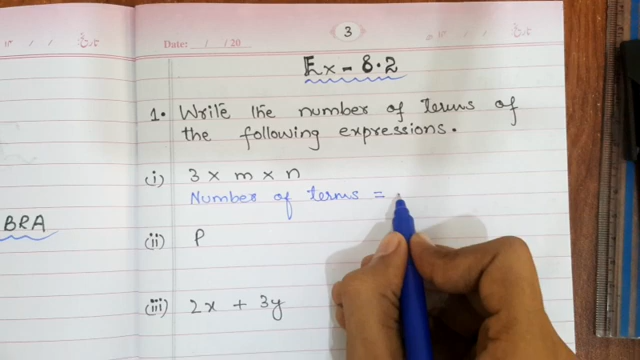 3
Date: / / 20
Ex - 8.2
1. Write the number of terms of
the following expressions.
(i) 3 × m × n
Number of terms =
BRA
(ii) P
(iii) 2x + 3y